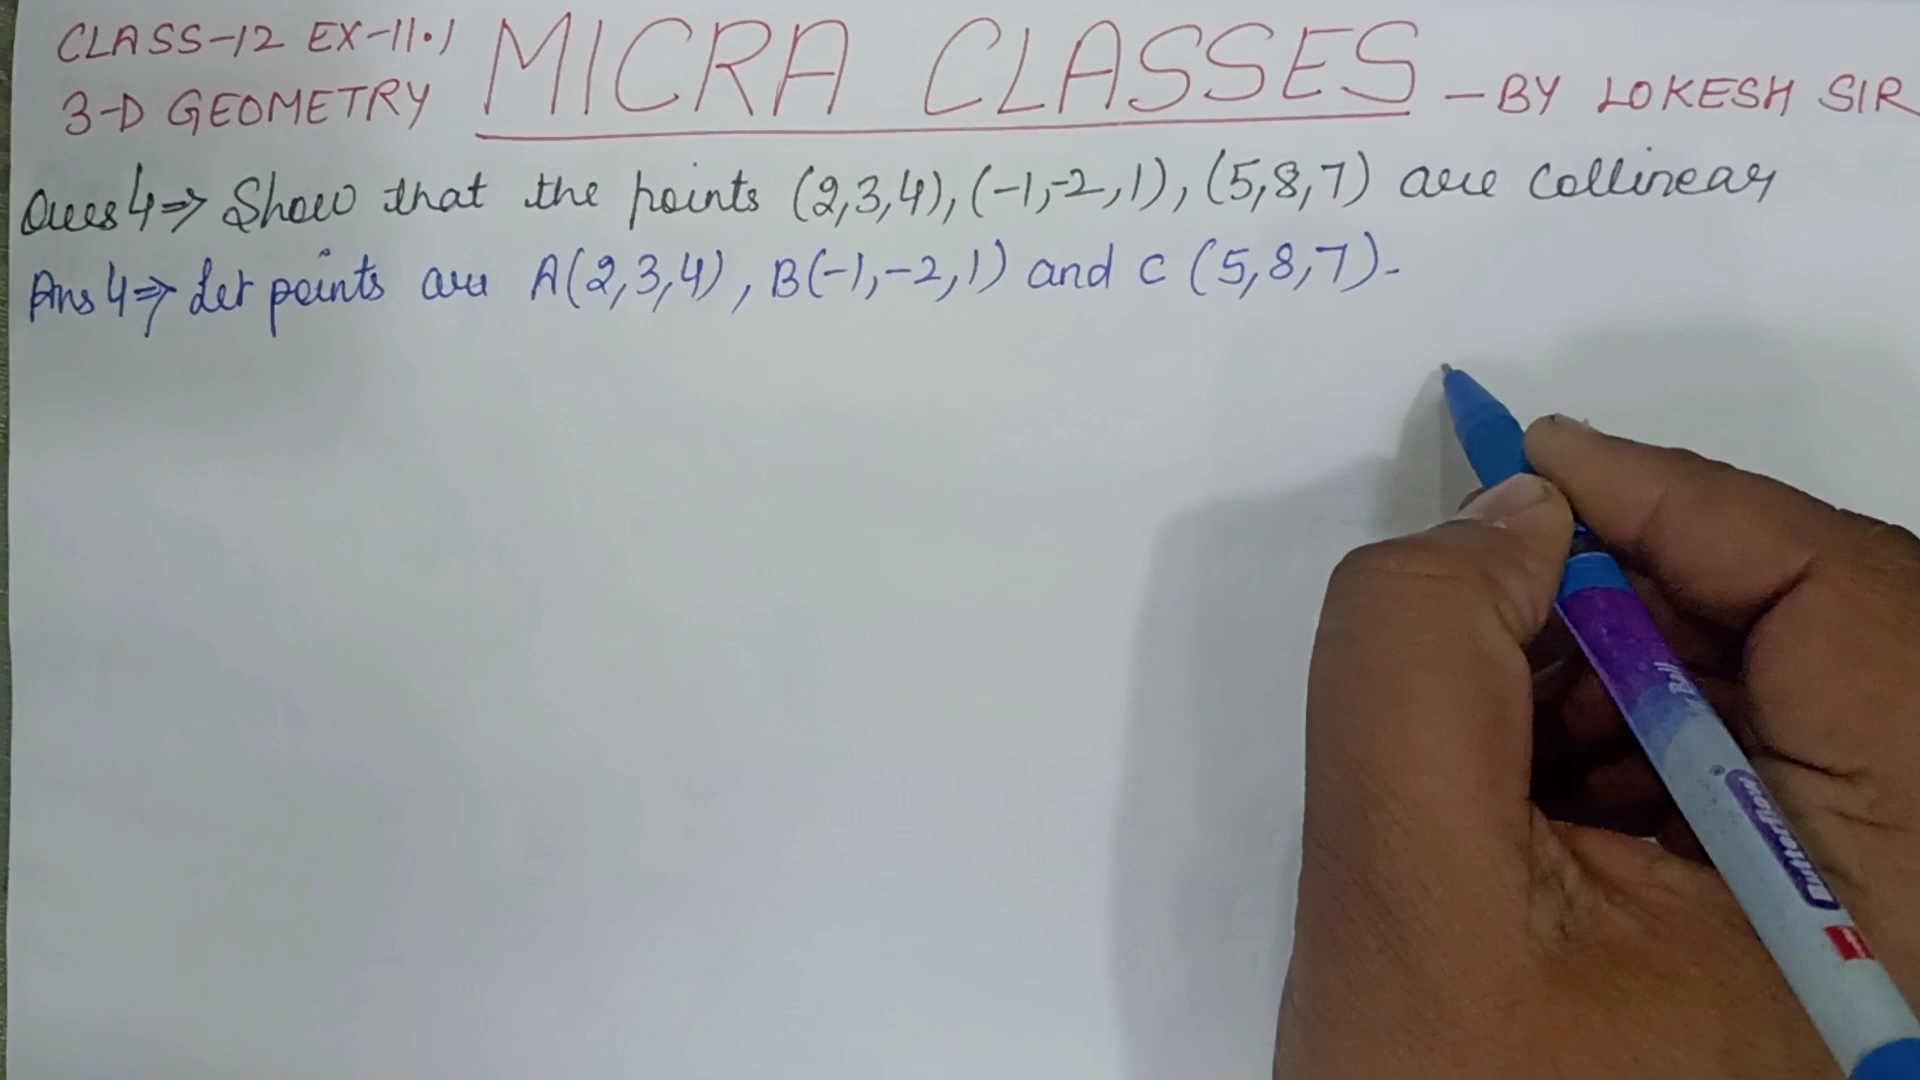 CLASS-12 EX-11.1
3-D GEOMETRY
MICRA CLASSES
- BY LOKESH SIR
Ques 4⇒ Show that the points (2,3,4), (-1,-2,1), (5,8,7) are collinear
Ans 4⇒ Let points are A(2,3,4), B(-1,-2,1) and C (5,8,7).
Butterflow